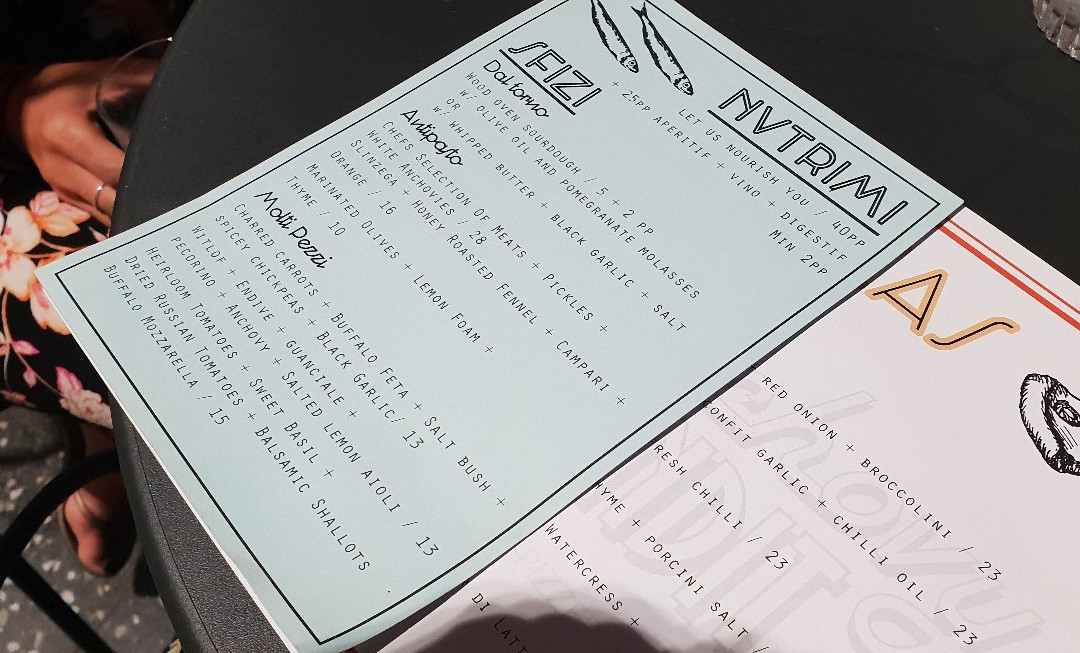 NVTRIMI
LET US NOURISH YOU / 40PP
+ 25PP APERITIF + VINO + DIGESTIF
MIN 2PP
SFIZI
Dal forno
WOOD OVEN SOURDOUGH / 5 + 2 PP
W/ OLIVE OIL AND POMEGRANATE MOLASSES
OR
W/ WHIPPED BUTTER + BLACK GARLIC + SALT
Antipasto
CHEFS SELECTION OF MEATS + PICKLES +
WHITE ANCHOVIES / 28
SLINZEGA + HONEY ROASTED FENNEL + CAMPARI +
ORANGE / 16
MARINATED OLIVES + LEMON FOAM +
THYME / 10
Molti Pezzi
CHARRED CARROTS + BUFFALO FETA + SALT BUSH +
SPICEY CHICKPEAS + BLACK GARLIC/ 13
WITLOF + ENDIVE + GUANCIALE +
PECORINO + ANCHOVY + SALTED LEMON AIOLI / 13
HEIRLOOM TOMATOES + SWEET BASIL +
DRIED RUSSIAN TOMATOES + BALSAMIC SHALLOTS
BUFFALO MOZZARELLA / 15
AS
RED ONION + BROCCOLINI / 23
ONFIT GARLIC + CHILLI OIL / 23
RESH CHILLI / 23
HYME + PORCINI SALT /
WATERCRESS +
DI LATT